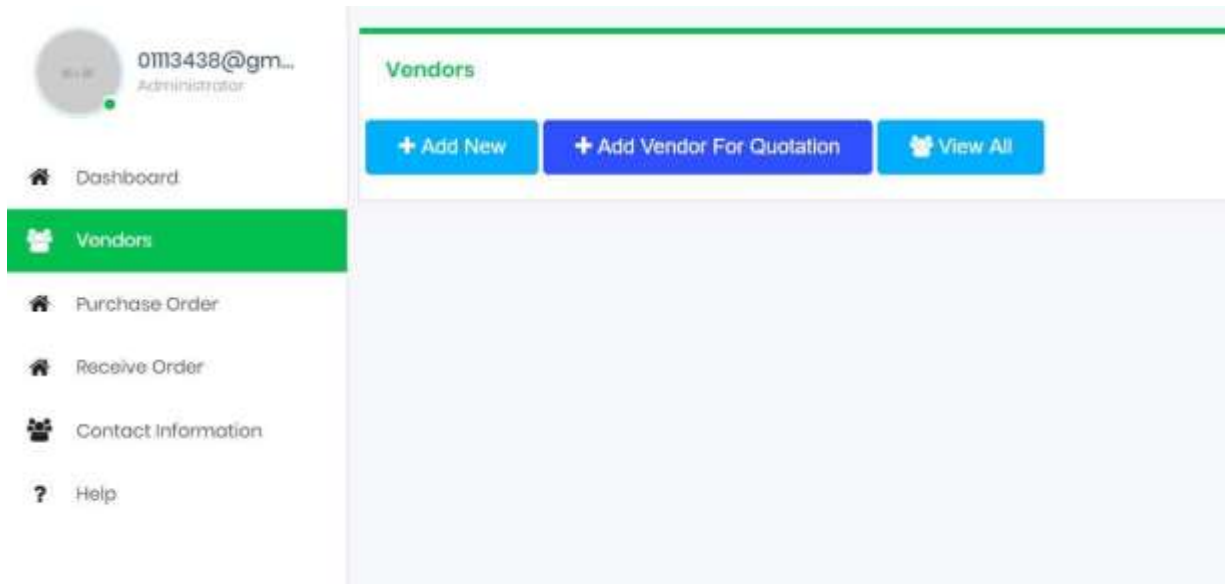 01113438@gm...
Administrator
Dashboard
Vendors
Purchase Order
Receive Order
Contact Information
Help
Vendors
Add New
Add Vendor For Quotation
View All